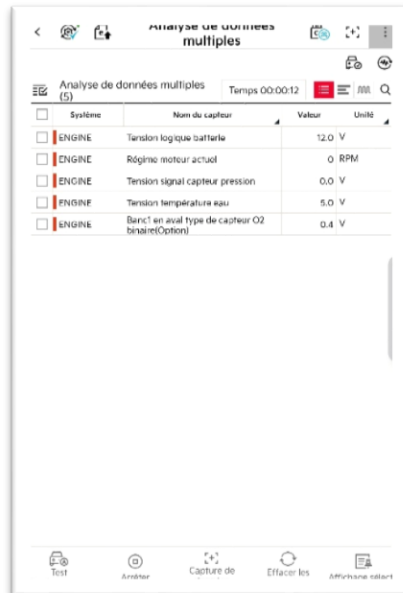 Analyse de données
multiples
Analyse de données multiples
(5)
Temps 00:00:12
Système Nom du capteur Valeur Unité
ENGINE Tension logique batterie 12.0 V
ENGINE Régime moteur actuel 0 RPM
ENGINE Tension signal capteur pression 0.0 V
ENGINE Tension température eau 5.0 V
ENGINE Banc1 en aval type de capteur O2
binaire(Option) 0.4 V
Test Arrêter Capture de Effacer les Affichage sélect